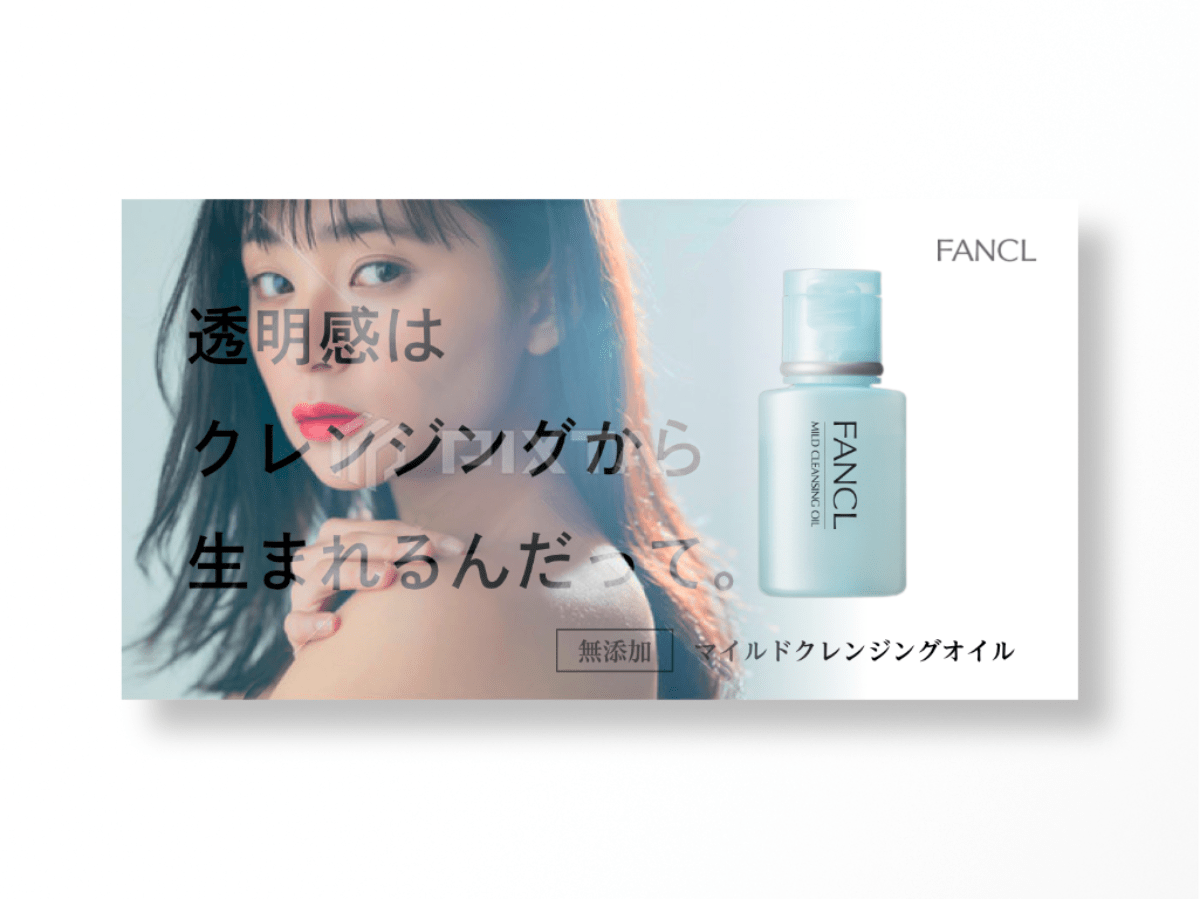 FANCL
透明感は
クレンジングから
生まれるんだって。
FANCL
MILD CLEANSING OIL
PIXTA
無添加 マイルドクレンジングオイル